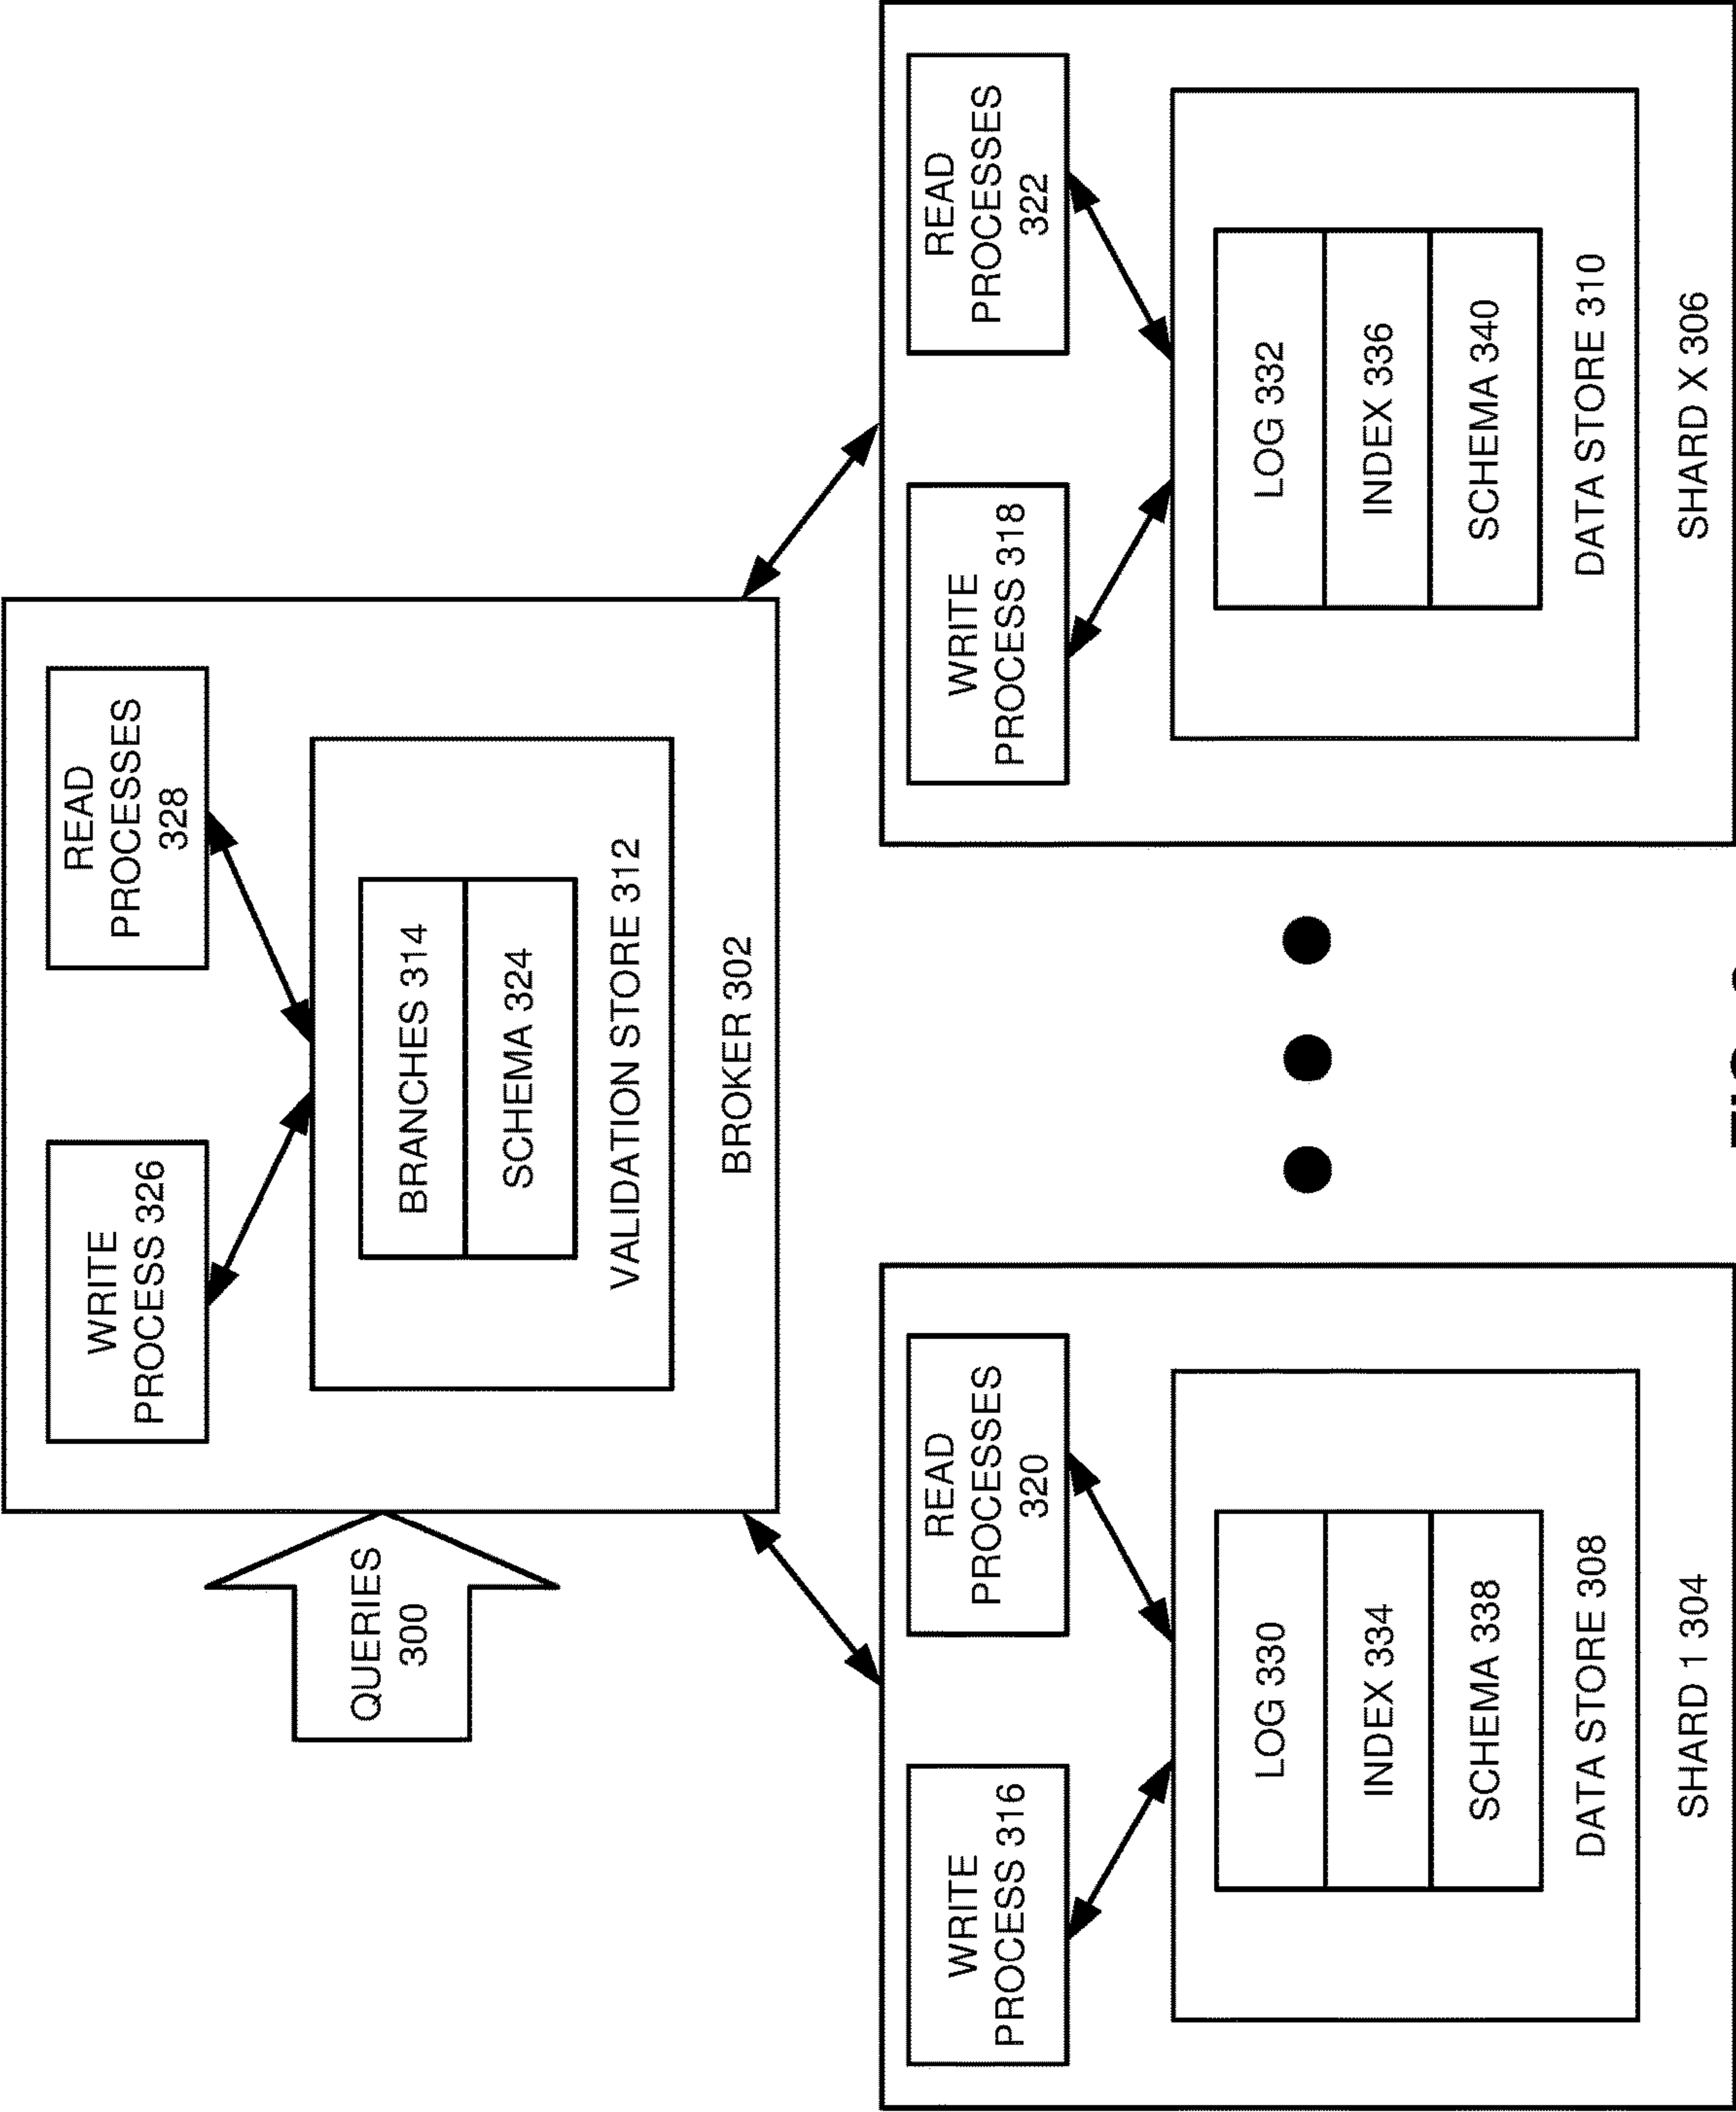 QUERIES
300
WRITE
PROCESS 326
READ
PROCESSES
328
BRANCHES 314
SCHEMA 324
VALIDATION STORE 312
BROKER 302
WRITE
PROCESS 316
READ
PROCESSES
320
LOG 330
INDEX 334
SCHEMA 338
DATA STORE 308
SHARD 1 304
WRITE
PROCESS 318
READ
PROCESSES
322
LOG 332
INDEX 336
SCHEMA 340
DATA STORE 310
SHARD X 306